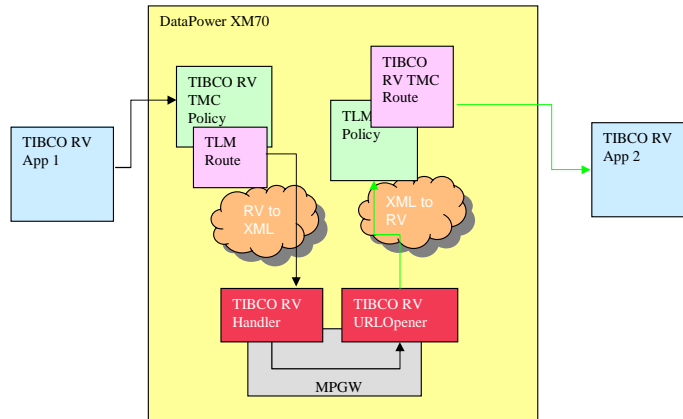 DataPower XM70
TIBCO RV
App 1
TIBCO RV
TMC
Policy
TLM
Route
RV to
XML
TIBCO
RV TMC
Route
TLM
Policy
XML to
RV
TIBCO RV
App 2
TIBCO RV
Handler
TIBCO RV
URLOpener
MPGW